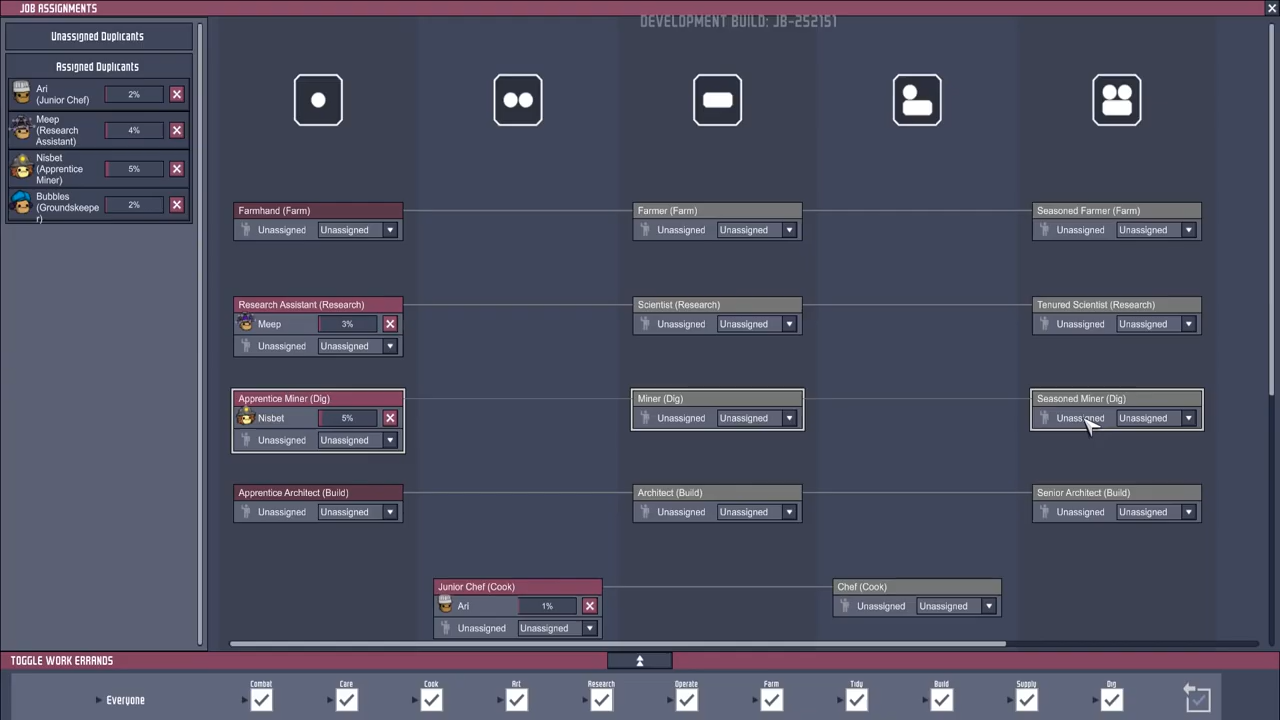 JOB ASSIGNMENTS
DEVELOPMENT BUILD: JB-252151
Unassigned Duplicants
Assigned Duplicants
Ari
(Junior Chef)
2%
Meep
(Research
Assistant)
4%
Nisbet
(Apprentice
Miner)
5%
Bubbles
(Groundskeepe
r)
2%
Farmhand (Farm)
Unassigned Unassigned
Farmer (Farm)
Unassigned Unassigned
Seasoned Farmer (Farm)
Unassigned Unassigned
Research Assistant (Research)
Meep 3%
Unassigned Unassigned
Scientist (Research)
Unassigned Unassigned
Tenured Scientist (Research)
Unassigned Unassigned
Apprentice Miner (Dig)
Nisbet 5%
Unassigned Unassigned
Miner (Dig)
Unassigned Unassigned
Seasoned Miner (Dig)
Unassigned Unassigned
Apprentice Architect (Build)
Unassigned Unassigned
Architect (Build)
Unassigned Unassigned
Senior Architect (Build)
Unassigned Unassigned
Junior Chef (Cook)
Ari 1%
Unassigned Unassigned
Chef (Cook)
Unassigned Unassigned
TOGGLE WORK ERRANDS
Everyone
Combat
Care
Cook
Art
Research
Operate
Farm
Tidy
Build
Supply
Dig